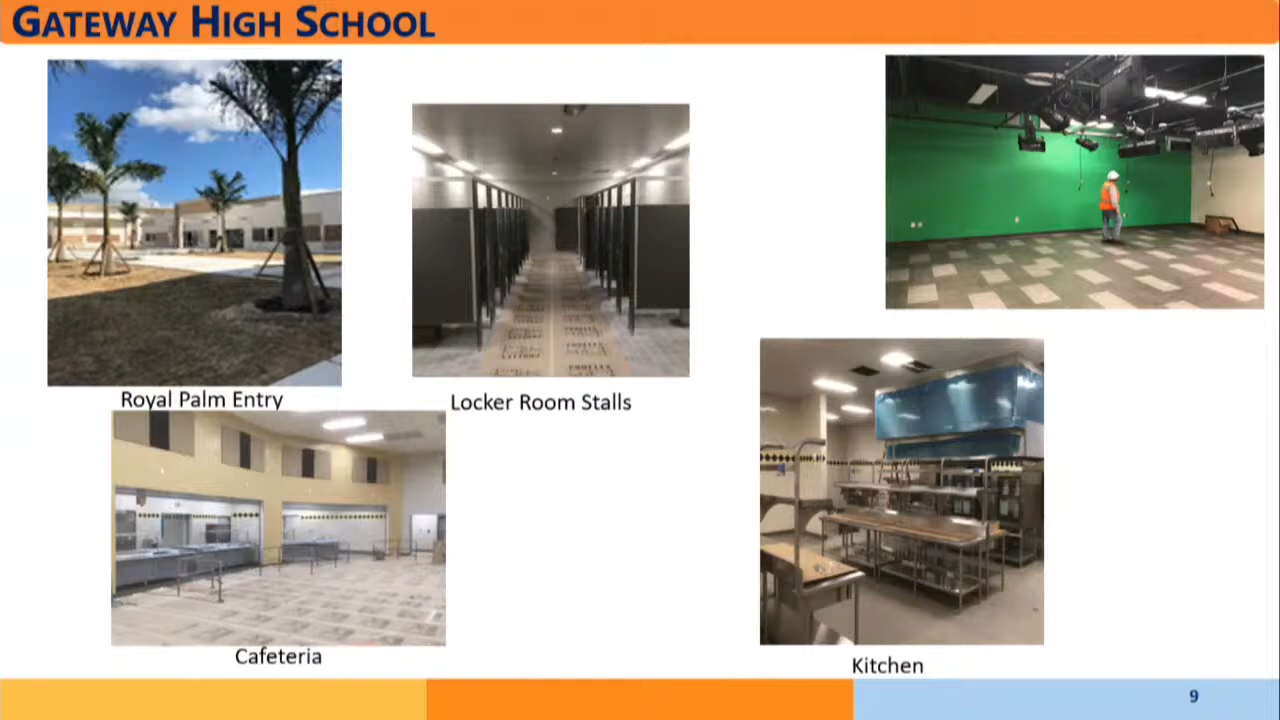 GATEWAY HIGH SCHOOL
Royal Palm Entry
Locker Room Stalls
Cafeteria
Kitchen
9